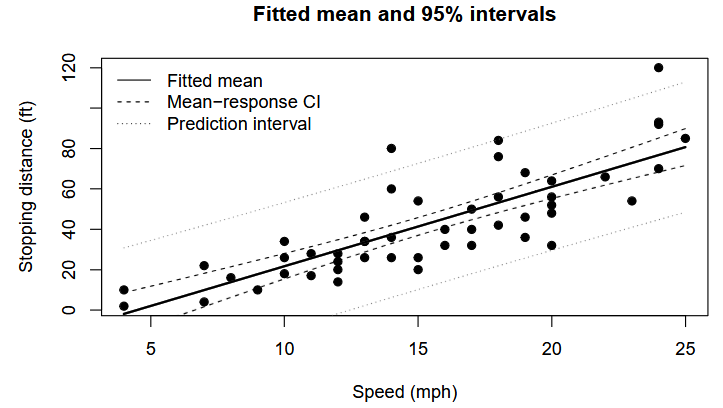 Fitted mean and 95% intervals
Fitted mean
Mean−response CI
Prediction interval
Stopping distance (ft)
120
80
60
40
20
0
5 10 15 20 25
Speed (mph)